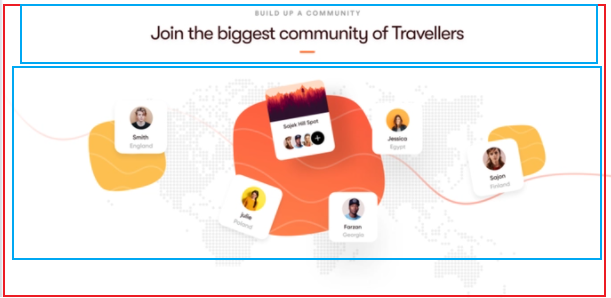 BUILD UP A COMMUNITY
Join the biggest community of Travellers
Sajek Hill Spot
Smith
England
Jessica
Egypt
Sajon
Finland
Julie
Poland
Farzan
Georgia